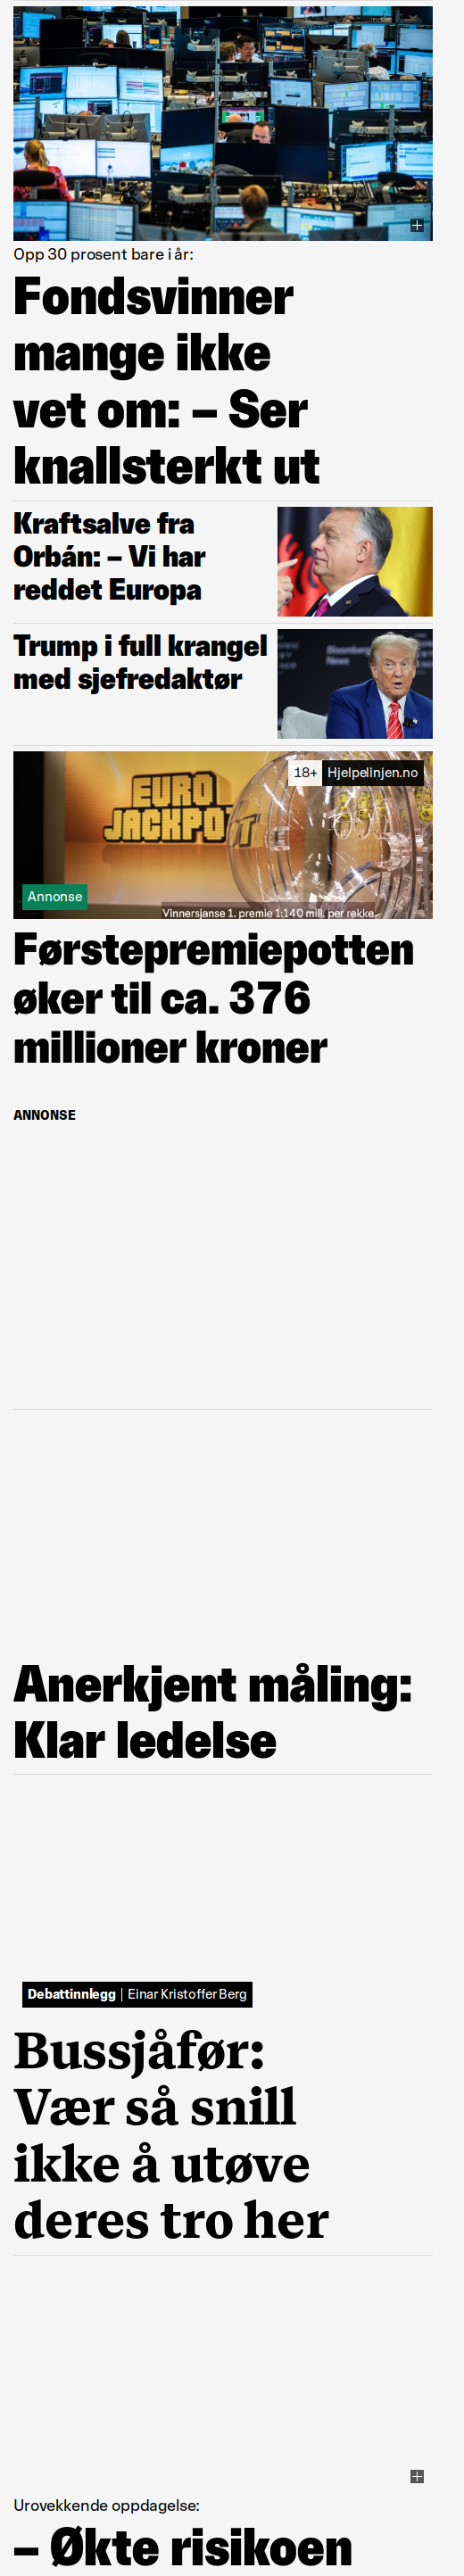 Opp 30 prosent bare i år:
Fondsvinner
mange ikke
vet om: – Ser
knallsterkt ut
Kraftsalve fra
Orbán: – Vi har
reddet Europa
Trump i full krangel
med sjefredaktør
18+ Hjelpelinjen.no
EURO
JACKPOT
Annonse
Vinnersjanse 1. premie 1:140 mill. per rekke.
Førstepremiepotten
øker til ca. 376
millioner kroner
ANNONSE
Anerkjent måling:
Klar ledelse
Debattinnlegg | Einar Kristoffer Berg
Bussjåfør:
Vær så snill
ikke å utøve
deres tro her
Urovekkende oppdagelse:
– Økte risikoen